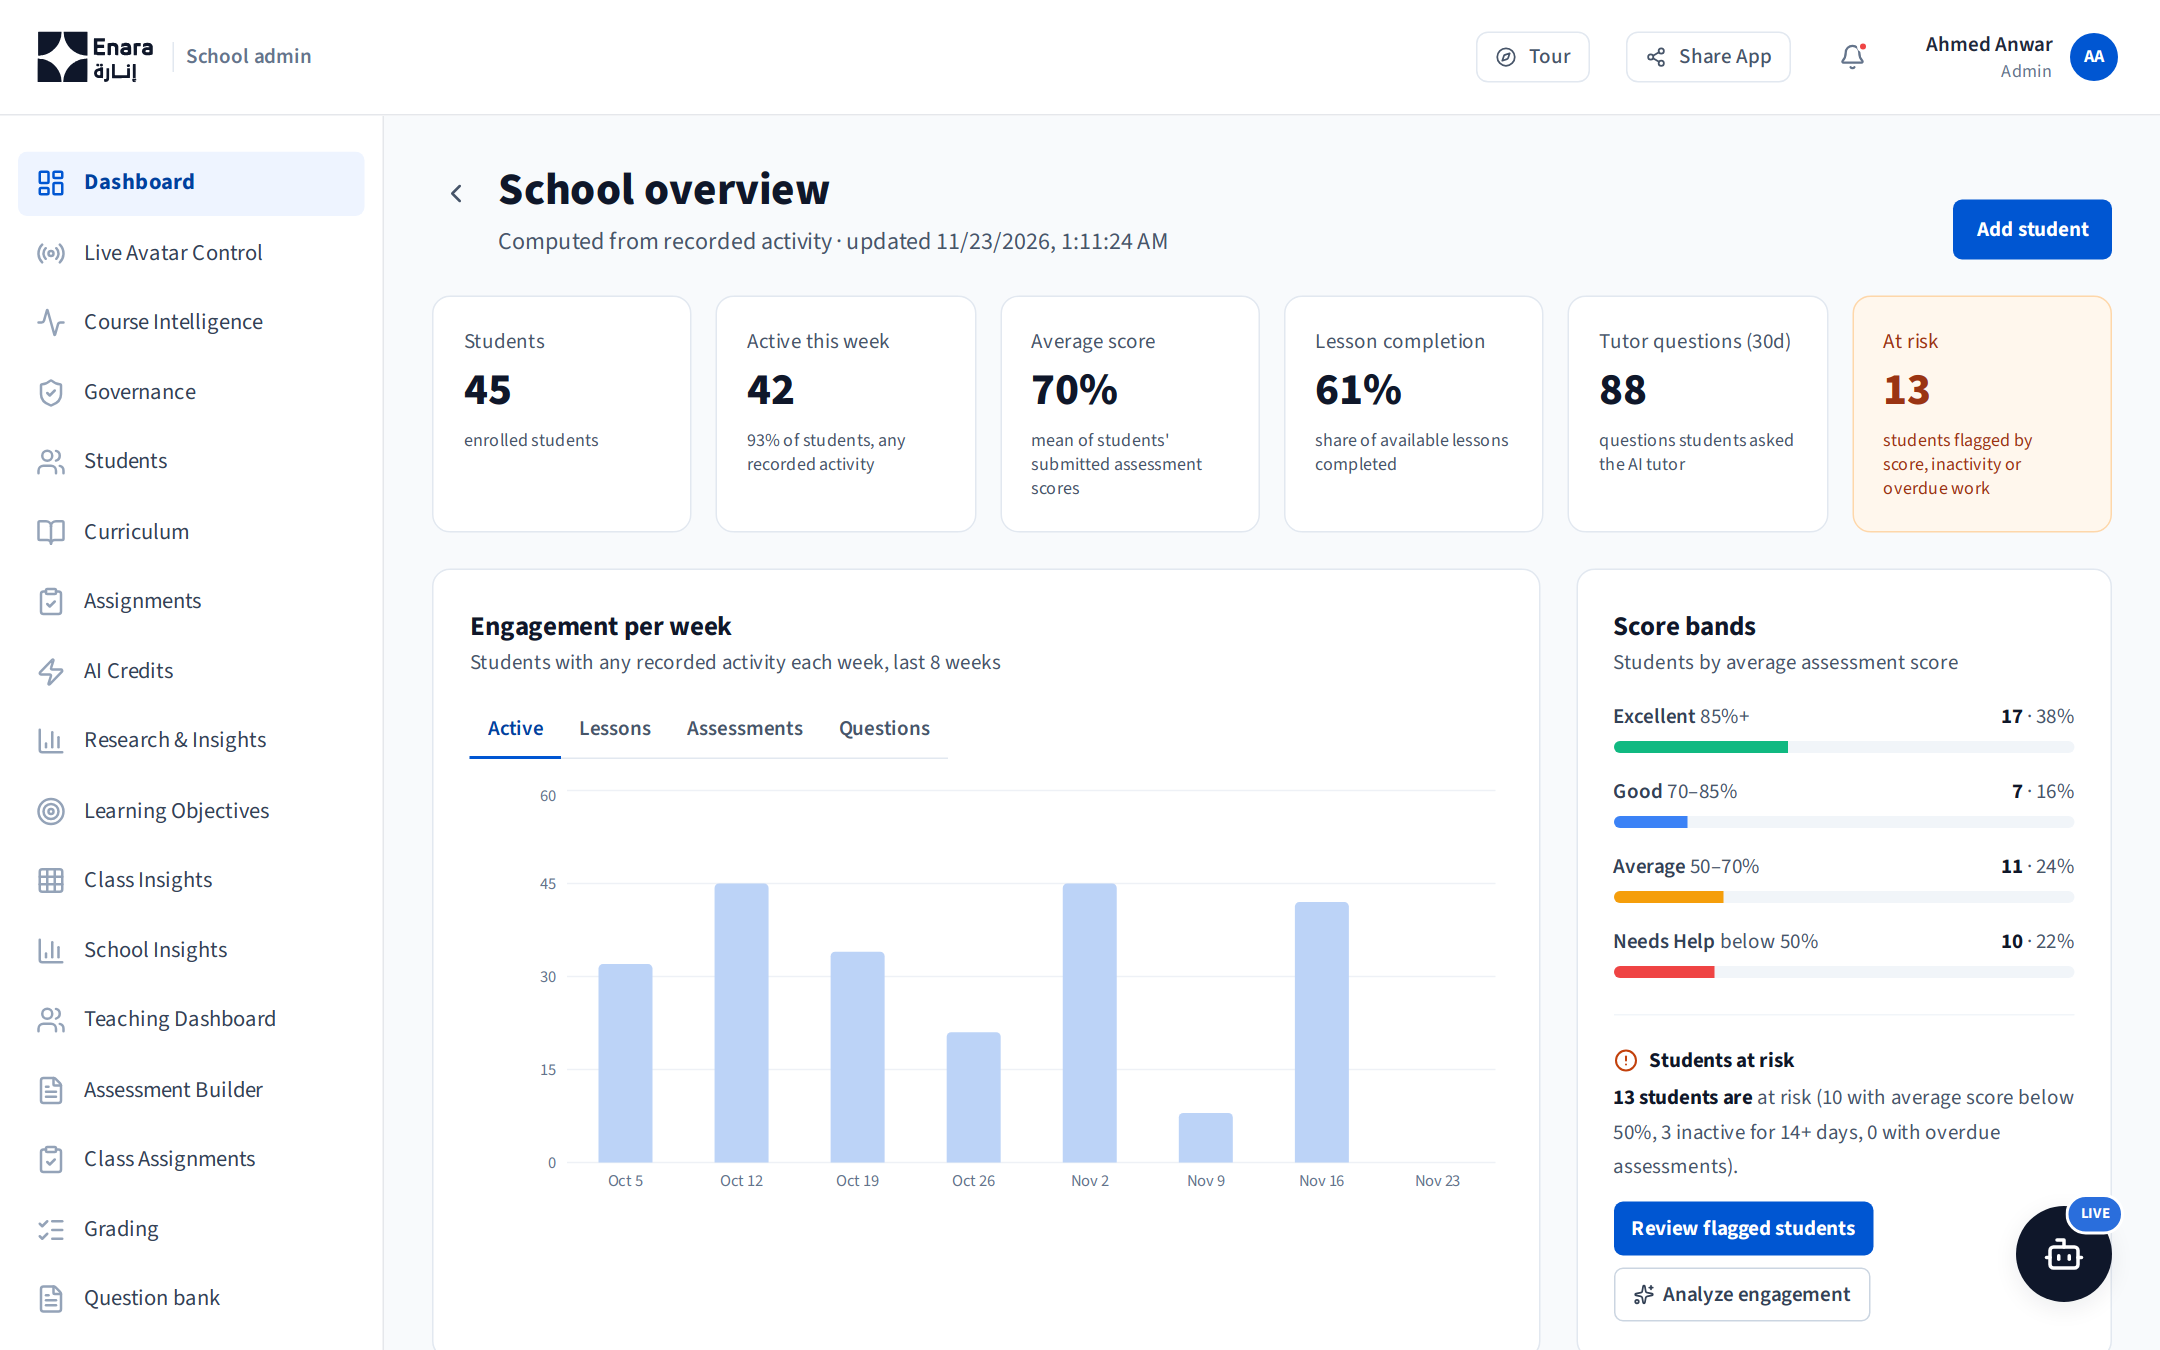 Enara
إنارة
School admin
Tour
Share App
Ahmed Anwar
Admin
AA
Dashboard
Live Avatar Control
Course Intelligence
Governance
Students
Curriculum
Assignments
AI Credits
Research & Insights
Learning Objectives
Class Insights
School Insights
Teaching Dashboard
Assessment Builder
Class Assignments
Grading
Question bank
School overview
Computed from recorded activity · updated 11/23/2026, 1:11:24 AM
Add student
Students
45
enrolled students
Active this week
42
93% of students, any
recorded activity
Average score
70%
mean of students'
submitted assessment
scores
Lesson completion
61%
share of available lessons
completed
Tutor questions (30d)
88
questions students asked
the AI tutor
At risk
13
students flagged by
score, inactivity or
overdue work
Engagement per week
Students with any recorded activity each week, last 8 weeks
Active Lessons Assessments Questions
60
45
30
15
0
Oct 5 Oct 12 Oct 19 Oct 26 Nov 2 Nov 9 Nov 16 Nov 23
Score bands
Students by average assessment score
Excellent 85%+ 17 · 38%
Good 70–85% 7 · 16%
Average 50–70% 11 · 24%
Needs Help below 50% 10 · 22%
Students at risk
13 students are at risk (10 with average score below
50%, 3 inactive for 14+ days, 0 with overdue
assessments).
Review flagged students
LIVE
Analyze engagement